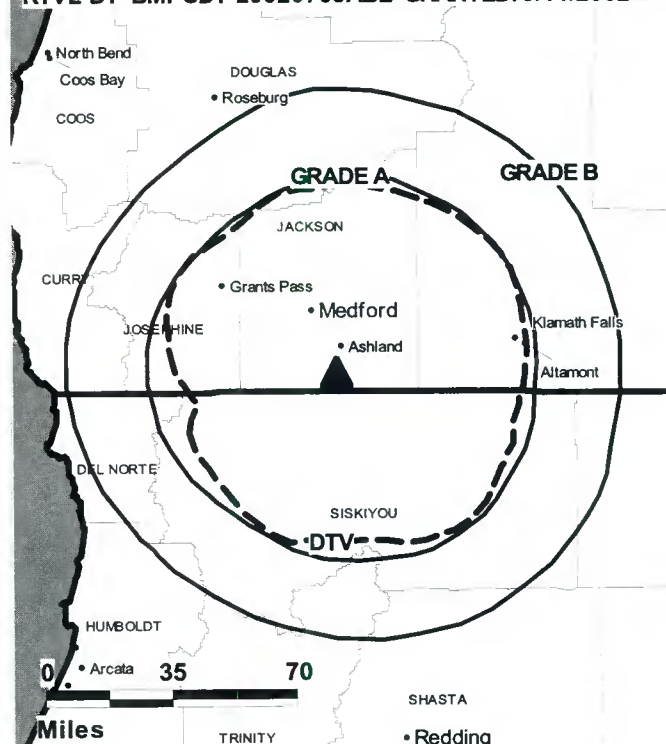 North Bend
Coos Bay
DOUGLAS
Roseburg
COOS
GRADE A
GRADE B
JACKSON
CURRY
Grants Pass
Medford
JOSEPHINE
Klamath Falls
Ashland
Altamont
DEL NORTE
SISKIYOU
DTV
HUMBOLDT
0 35 70
Arcata
SHASTA
Miles
TRINITY
Redding